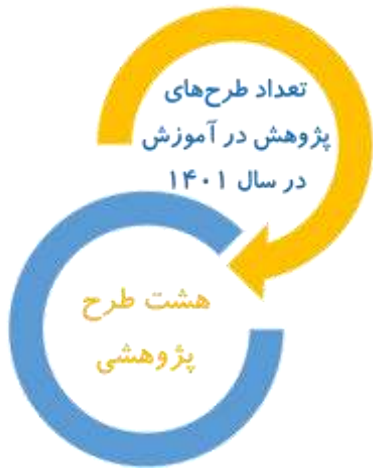 تعداد طرح‌های
پژوهش در آموزش
در سال ۱۴۰۱
هشت طرح
پژوهشی